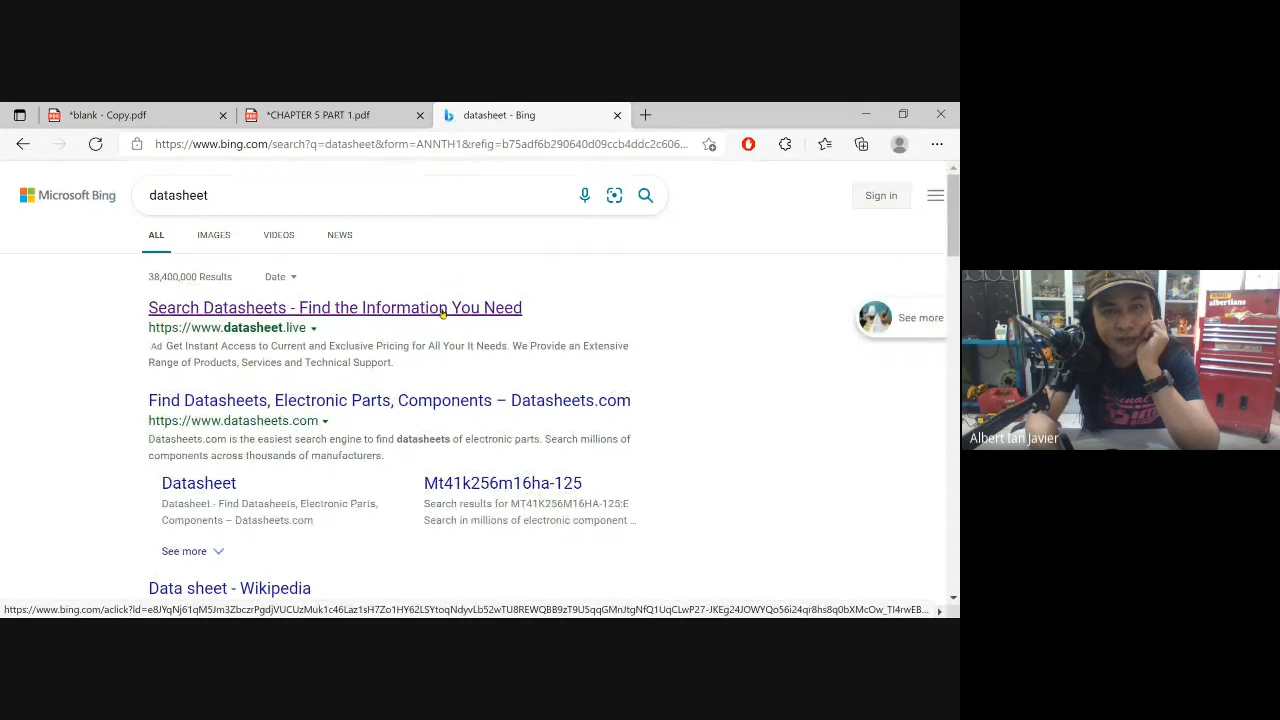 *blank - Copy.pdf
*CHAPTER 5 PART 1.pdf
datasheet - Bing
https://www.bing.com/search?q=datasheet&form=ANNTH1&refig=b75adf6b290640d09ccb4ddc2c606...
Microsoft Bing
datasheet
Sign in
ALL
IMAGES
VIDEOS
NEWS
38,400,000 Results
Date
Search Datasheets - Find the Information You Need
https://www.datasheet.live
Ad Get Instant Access to Current and Exclusive Pricing for All Your It Needs. We Provide an Extensive
Range of Products, Services and Technical Support.
See more
Find Datasheets, Electronic Parts, Components – Datasheets.com
https://www.datasheets.com
Datasheets.com is the easiest search engine to find datasheets of electronic parts. Search millions of
components across thousands of manufacturers.
Datasheet
Datasheet - Find Datasheets, Electronic Parts,
Components – Datasheets.com
Mt41k256m16ha-125
Search results for MT41K256M16HA-125:E
Search in millions of electronic component ...
See more
Data sheet - Wikipedia
albertians
Albert Ian Javier